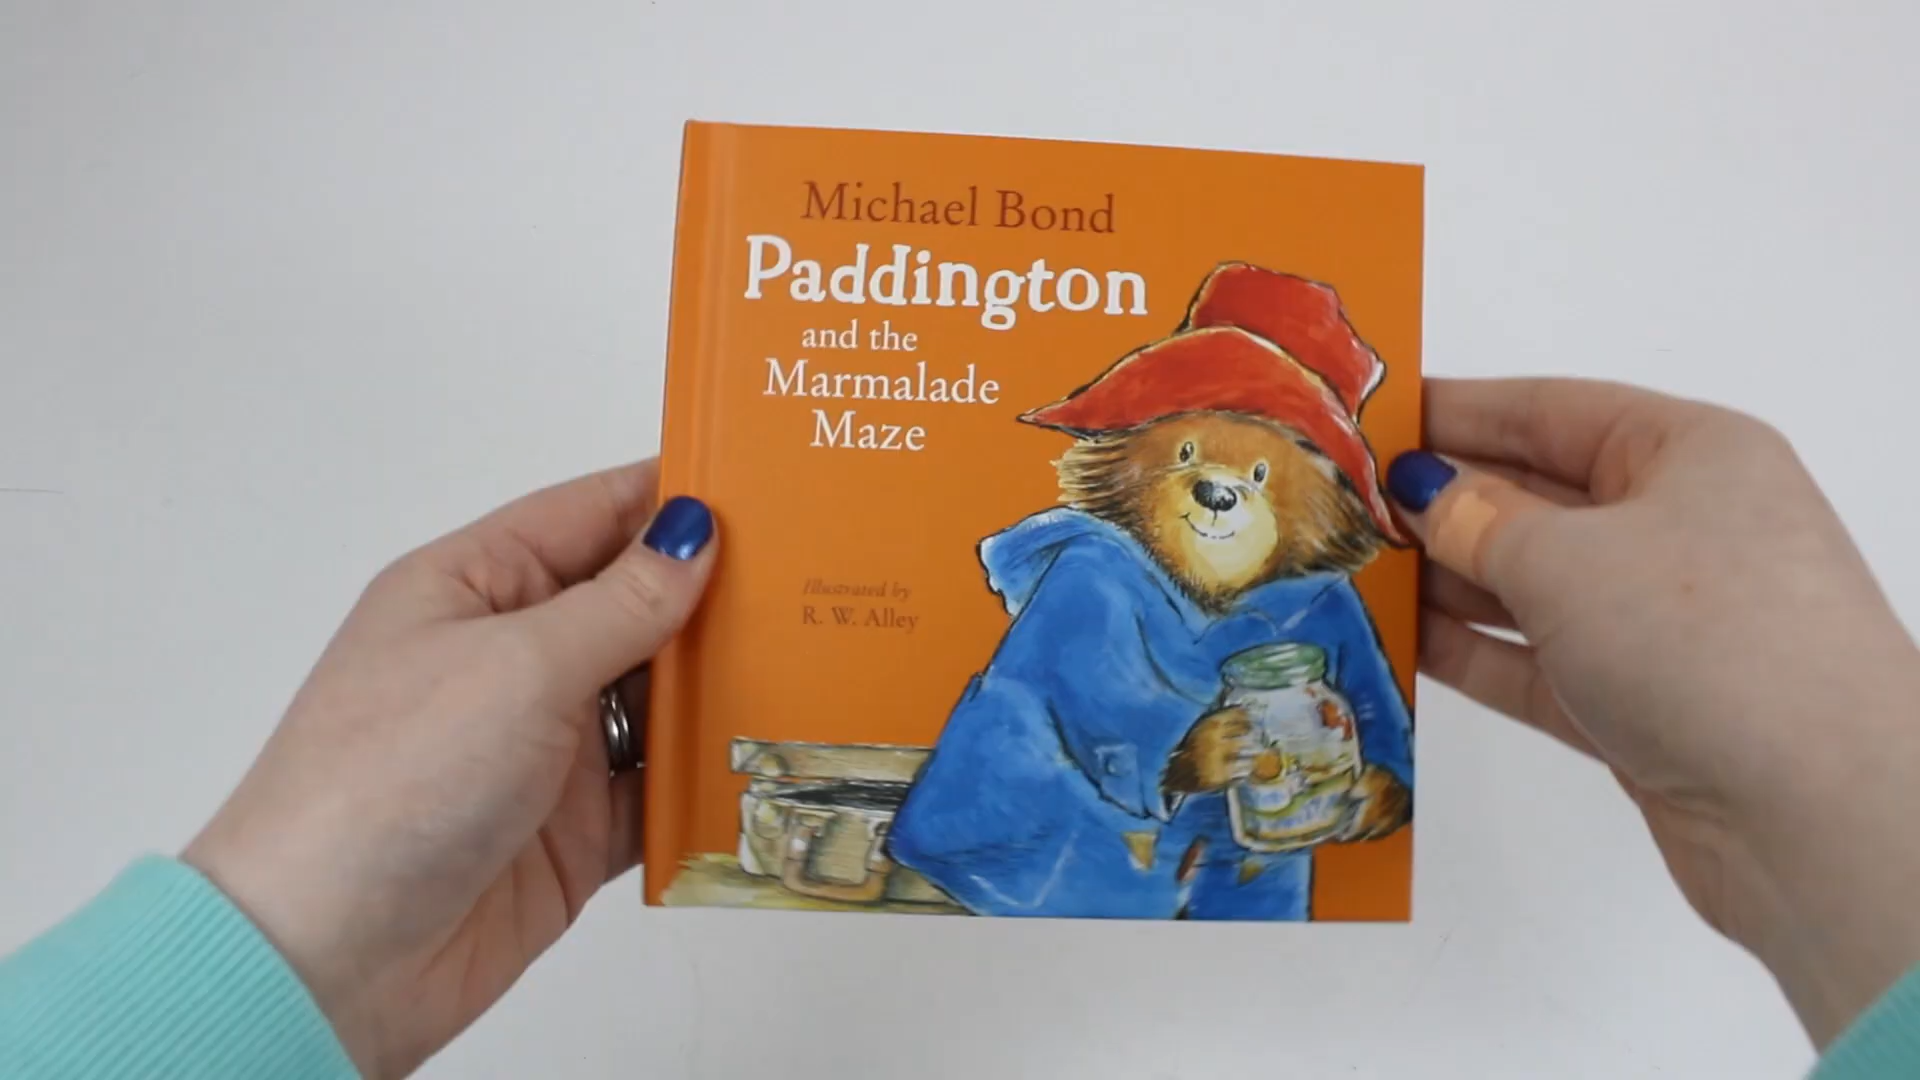 Michael Bond
Paddington
and the
Marmalade
Maze
Illustrated by
R. W. Alley